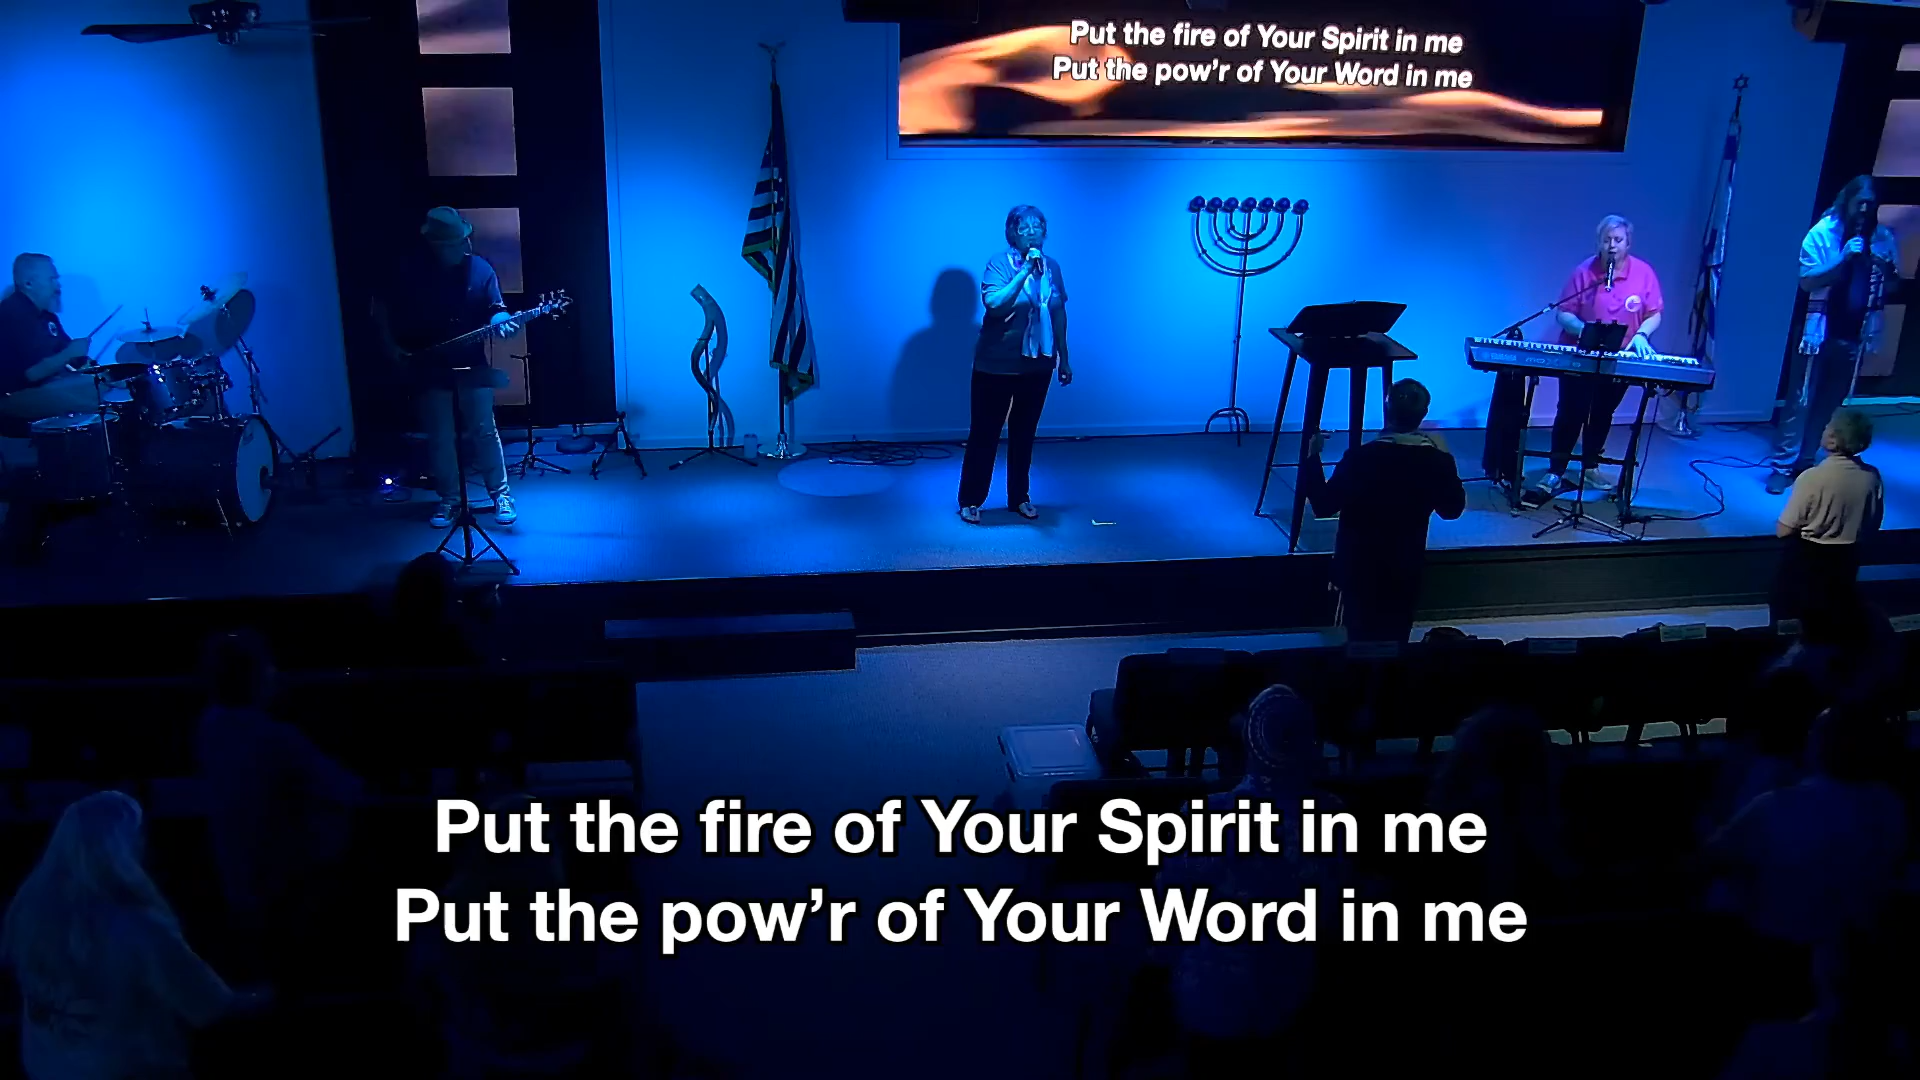 Put the fire of Your Spirit in me
Put the pow'r of Your Word in me
Put the fire of Your Spirit in me
Put the pow’r of Your Word in me